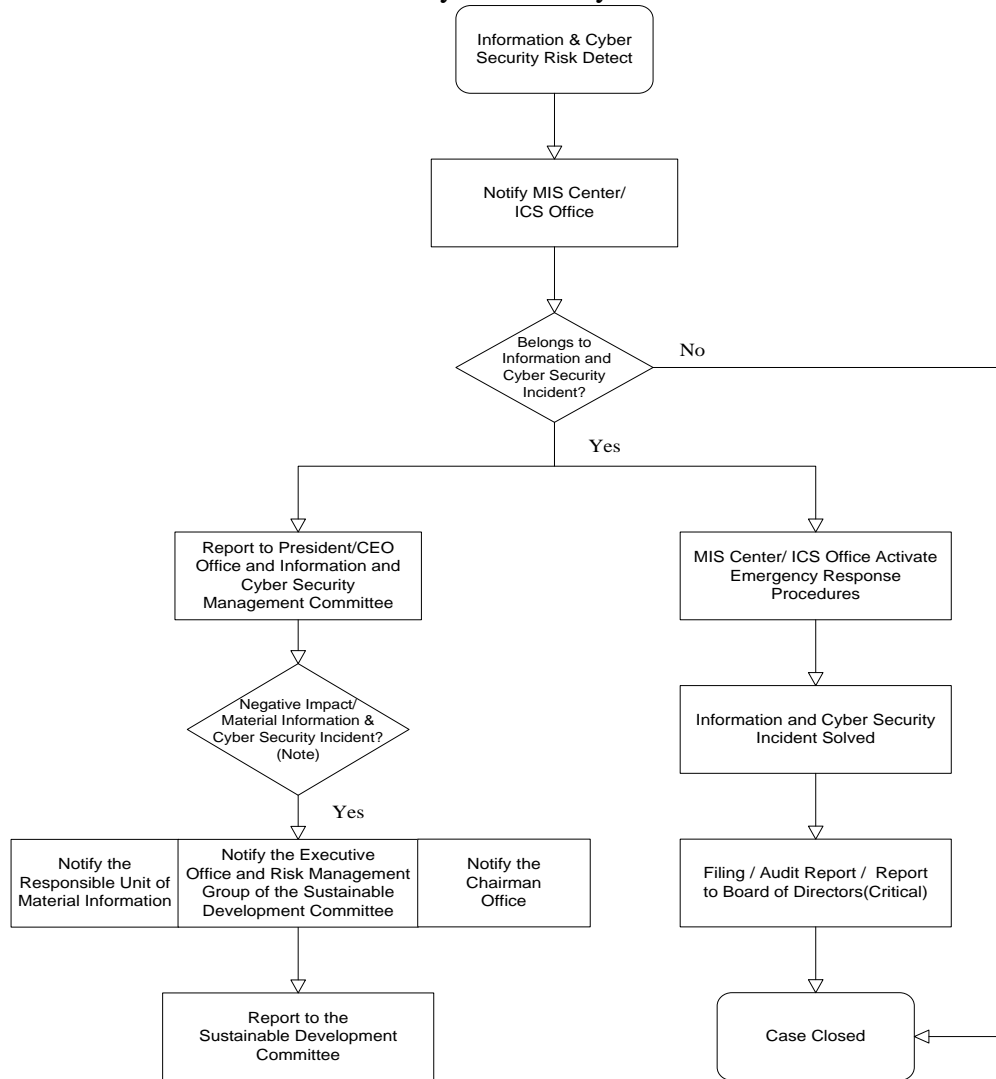 Information & Cyber
Security Risk Detect
Notify MIS Center/
ICS Office
Belongs to
Information and
Cyber Security
Incident?
No
Yes
Report to President/CEO
Office and Information and
Cyber Security
Management Committee
MIS Center/ ICS Office Activate
Emergency Response
Procedures
Negative Impact/
Material Information &
Cyber Security Incident?
(Note)
Information and Cyber Security
Incident Solved
Yes
Notify the
Responsible Unit of
Material Information
Notify the Executive
Office and Risk Management
Group of the Sustainable
Development Committee
Notify the
Chairman
Office
Filing / Audit Report / Report
to Board of Directors(Critical)
Report to the
Sustainable Development
Committee
Case Closed